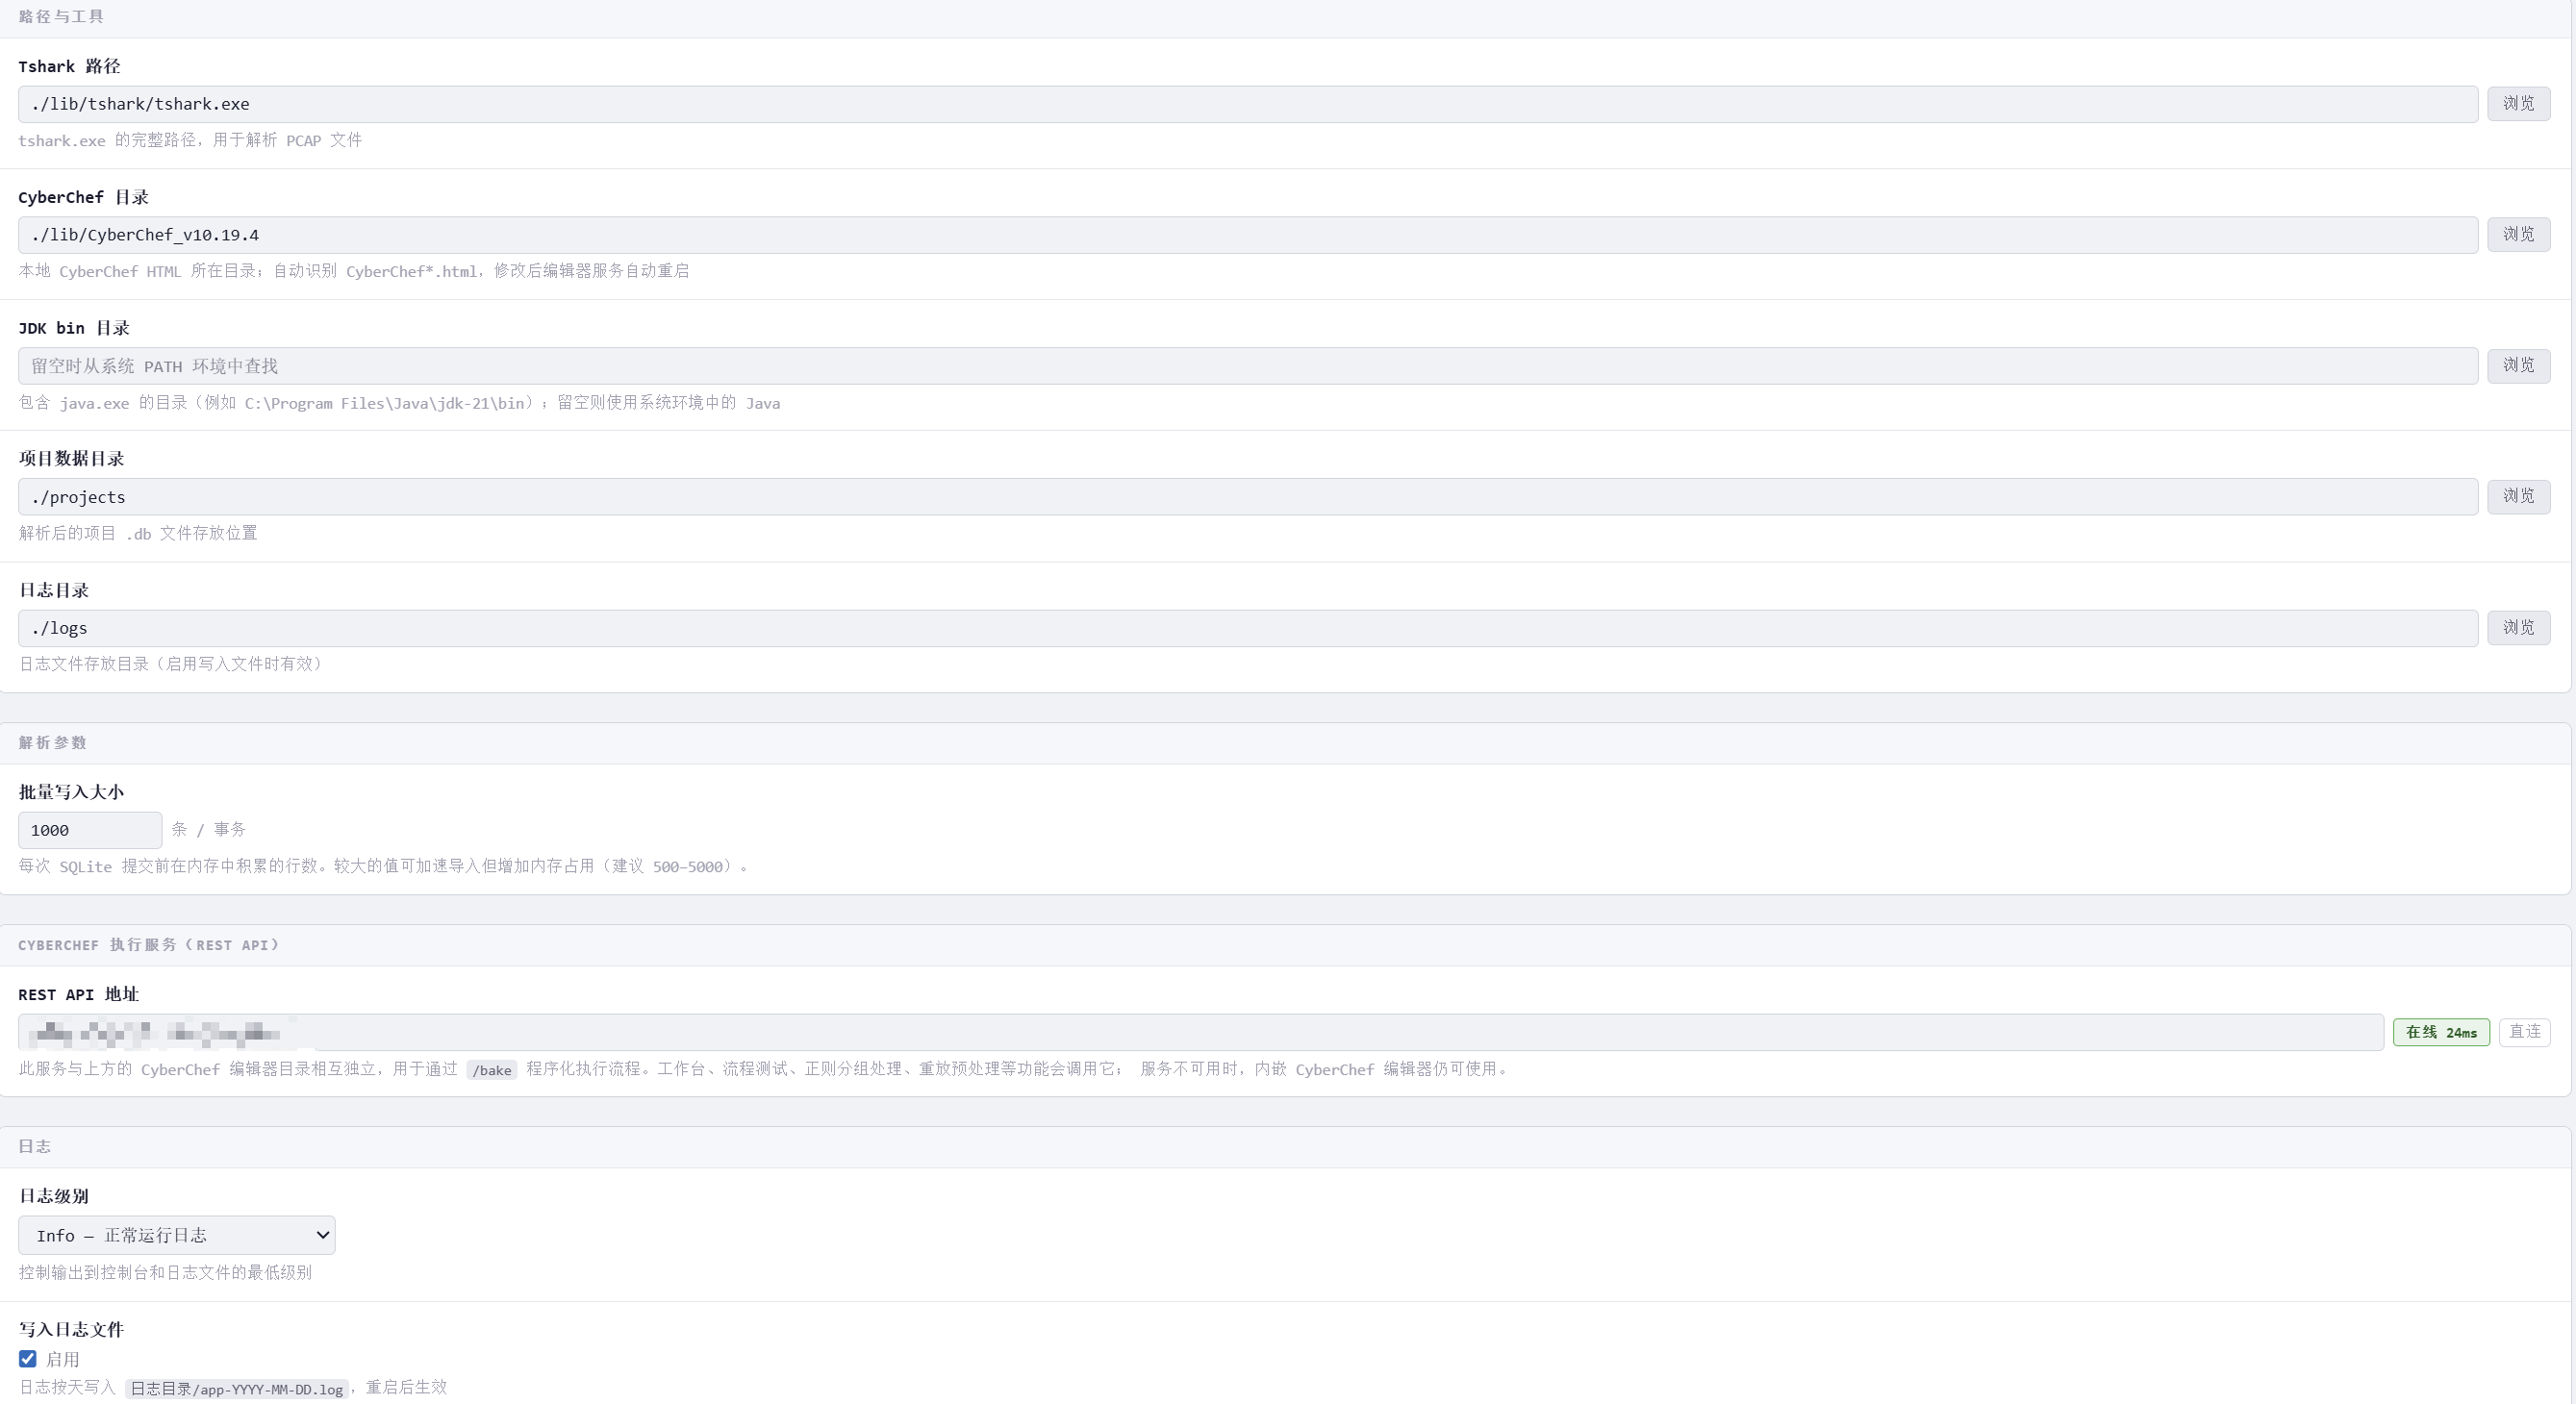 路径与工具
Tshark 路径
./lib/tshark/tshark.exe
浏览
tshark.exe 的完整路径，用于解析 PCAP 文件
CyberChef 目录
./lib/CyberChef_v10.19.4
浏览
本地 CyberChef HTML 所在目录；自动识别 CyberChef*.html，修改后编辑器服务自动重启
JDK bin 目录
留空时从系统 PATH 环境中查找
浏览
包含 java.exe 的目录（例如 C:\Program Files\Java\jdk-21\bin）；留空则使用系统环境中的 Java
项目数据目录
./projects
浏览
解析后的项目 .db 文件存放位置
日志目录
./logs
浏览
日志文件存放目录（启用写入文件时有效）
解析参数
批量写入大小
1000 条 / 事务
每次 SQLite 提交前在内存中积累的行数。较大的值可加速导入但增加内存占用（建议 500–5000）。
CYBERCHEF 执行服务（REST API）
REST API 地址
在线 24ms 直连
此服务与上方的 CyberChef 编辑器目录相互独立，用于通过 /bake 程序化执行流程。工作台、流程测试、正则分组处理、重放预处理等功能会调用它； 服务不可用时，内嵌 CyberChef 编辑器仍可使用。
日志
日志级别
Info — 正常运行日志
控制输出到控制台和日志文件的最低级别
写入日志文件
启用
日志按天写入 日志目录/app-YYYY-MM-DD.log，重启后生效